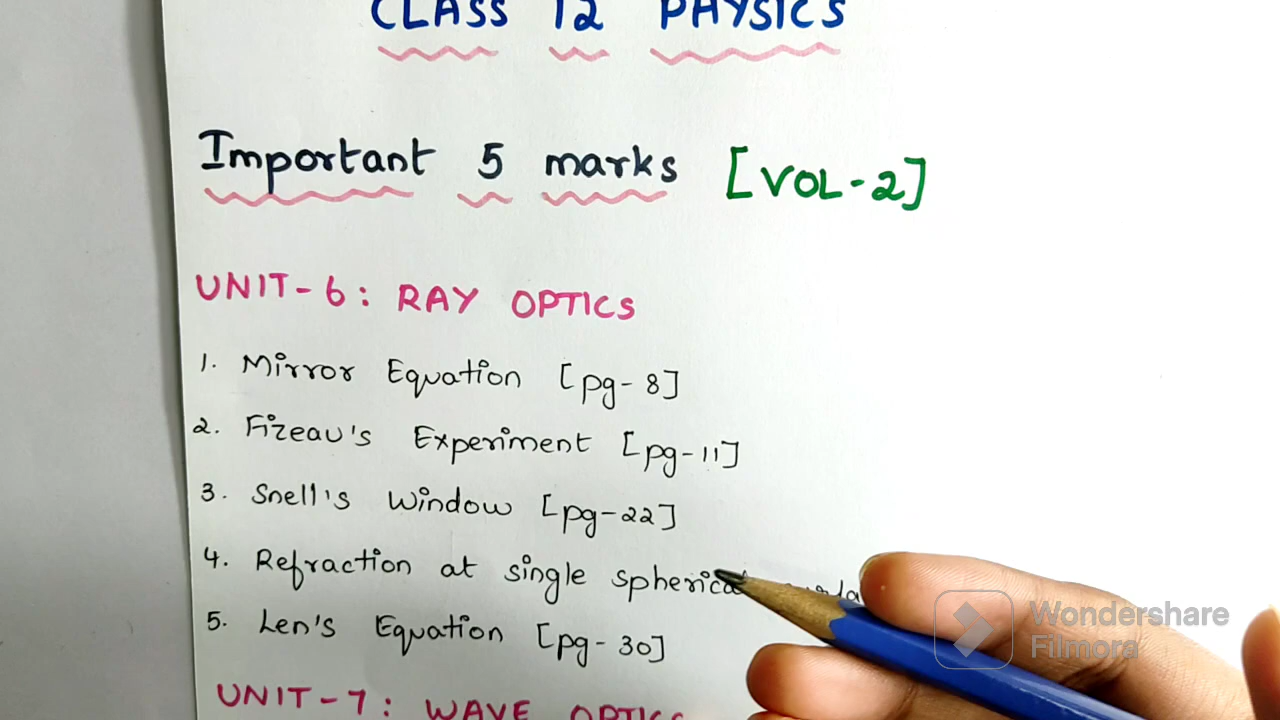 CLASS 12 PHYSICS
Important 5 marks [VOL-2]
UNIT-6: RAY OPTICS
1. Mirror Equation [pg-8]
2. Fizeau's Experiment [pg-11]
3. Snell's window [pg-22]
4. Refraction at single spherical
5. Len's Equation [pg-30]
UNIT-7: WAVE OPTICS
Wondershare
Filmora